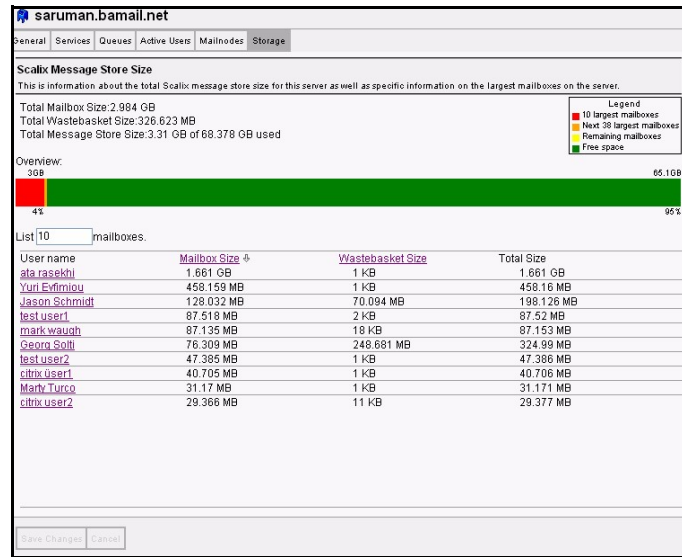 saruman.bamail.net
General Services Queues Active Users Mailnodes Storage
Scalix Message Store Size
This is information about the total Scalix message store size for this server as well as specific information on the largest mailboxes on the server.
Total Mailbox Size:2.984 GB
Total Wastebasket Size:326.623 MB
Total Message Store Size:3.31 GB of 68.378 GB used
Legend
10 largest mailboxes
Next 38 largest mailboxes
Remaining mailboxes
Free space
Overview:
3GB 65.1GB
4% 95%
List 10 mailboxes.
User name Mailbox Size Wastebasket Size Total Size
ata rasekhi 1.661 GB 1 KB 1.661 GB
Yuri Evfimiou 458.159 MB 1 KB 458.16 MB
Jason Schmidt 128.032 MB 70.094 MB 198.126 MB
test user1 87.518 MB 2 KB 87.52 MB
mark waugh 87.135 MB 18 KB 87.153 MB
Georg Solti 76.309 MB 248.681 MB 324.99 MB
test user2 47.385 MB 1 KB 47.386 MB
citrix üser1 40.705 MB 1 KB 40.706 MB
Marty Turco 31.17 MB 1 KB 31.171 MB
citrix user2 29.366 MB 11 KB 29.377 MB
Save Changes Cancel